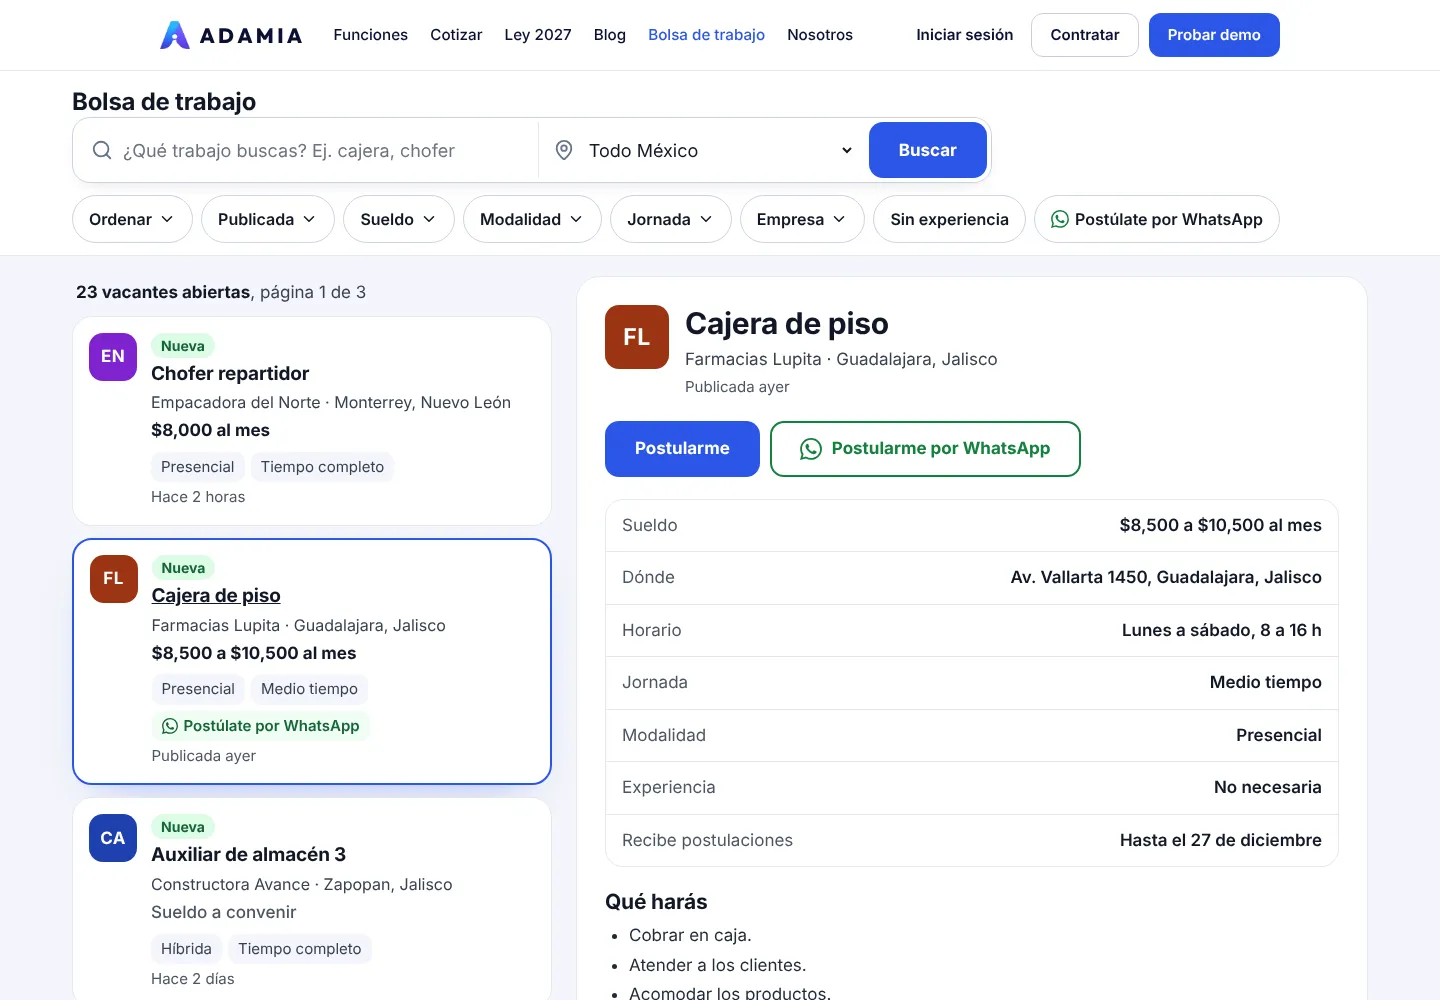 ADAMIA
Funciones
Cotizar
Ley 2027
Blog
Bolsa de trabajo
Nosotros
Iniciar sesión
Contratar
Probar demo
Bolsa de trabajo
¿Qué trabajo buscas? Ej. cajera, chofer
Todo México
Buscar
Ordenar
Publicada
Sueldo
Modalidad
Jornada
Empresa
Sin experiencia
Postúlate por WhatsApp
23 vacantes abiertas, página 1 de 3
EN
Nueva
Chofer repartidor
Empacadora del Norte · Monterrey, Nuevo León
$8,000 al mes
Presencial
Tiempo completo
Hace 2 horas
FL
Nueva
Cajera de piso
Farmacias Lupita · Guadalajara, Jalisco
$8,500 a $10,500 al mes
Presencial
Medio tiempo
Postúlate por WhatsApp
Publicada ayer
CA
Nueva
Auxiliar de almacén 3
Constructora Avance · Zapopan, Jalisco
Sueldo a convenir
Híbrida
Tiempo completo
Hace 2 días
FL
Cajera de piso
Farmacias Lupita · Guadalajara, Jalisco
Publicada ayer
Postularme
Postularme por WhatsApp
Sueldo $8,500 a $10,500 al mes
Dónde Av. Vallarta 1450, Guadalajara, Jalisco
Horario Lunes a sábado, 8 a 16 h
Jornada Medio tiempo
Modalidad Presencial
Experiencia No necesaria
Recibe postulaciones Hasta el 27 de diciembre
Qué harás
• Cobrar en caja.
• Atender a los clientes.
• Acomodar los productos.